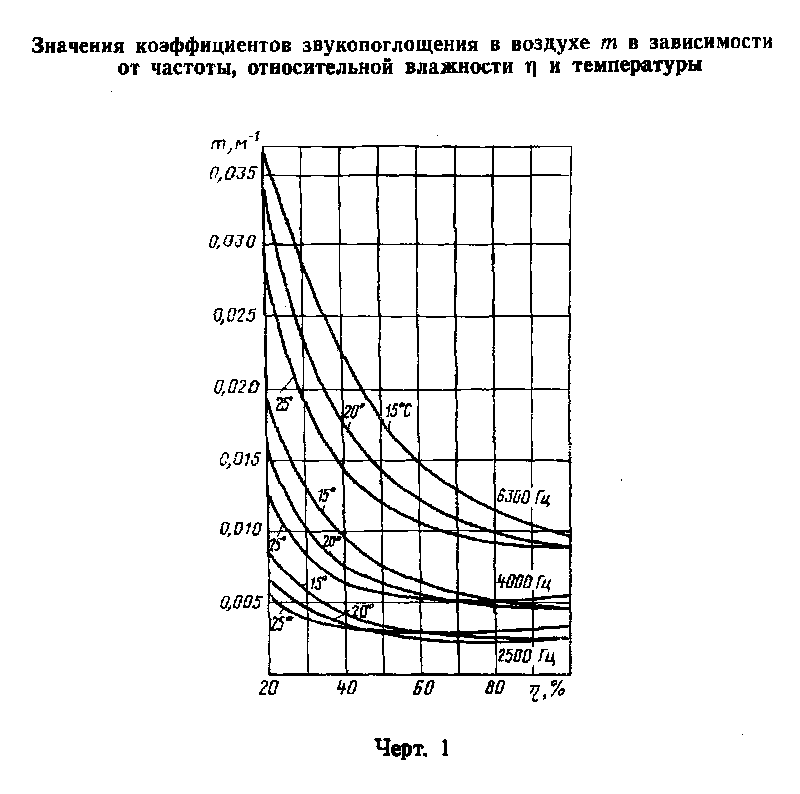 Значения коэффициентов звукопоглощения в воздухе m в зависимости
от частоты, относительной влажности η и температуры
m, м⁻¹
0,035
0,030
0,025
0,020
25°
20°
15°С
0,015
15°
6300 Гц
0,010
25°
20°
15°
4000 Гц
0,005
25°
20°
2500 Гц
20 40 60 80 η, %
Черт. 1